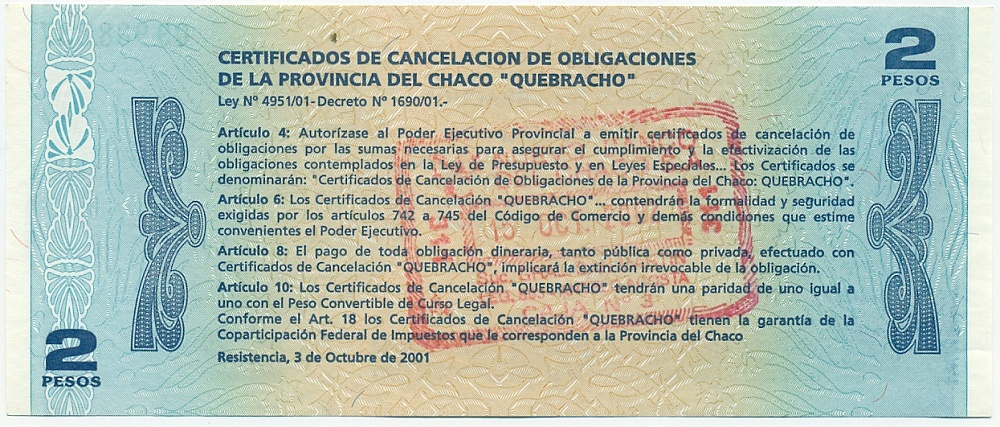 2
PESOS
CERTIFICADOS DE CANCELACION DE OBLIGACIONES
DE LA PROVINCIA DEL CHACO "QUEBRACHO"
Ley Nº 4951/01-Decreto Nº 1690/01.-
Artículo 4: Autorízase al Poder Ejecutivo Provincial a emitir certificados de cancelación de
obligaciones por las sumas necesarias para asegurar el cumplimiento y la efectivización de las
obligaciones contemplados en la Ley de Presupuesto y en Leyes Especiales... Los Certificados se
denominarán: "Certificados de Cancelación de Obligaciones de la Provincia del Chaco: QUEBRACHO".
Artículo 6: Los Certificados de Cancelación "QUEBRACHO"... contendrán la formalidad y seguridad
exigidas por los artículos 742 a 745 del Código de Comercio y demás condiciones que estime
convenientes el Poder Ejecutivo.
Artículo 8: El pago de toda obligación dineraria, tanto pública como privada, efectuado con
Certificados de Cancelación "QUEBRACHO", implicará la extinción irrevocable de la obligación.
Artículo 10: Los Certificados de Cancelación "QUEBRACHO" tendrán una paridad de uno igual a
uno con el Peso Convertible de Curso Legal.
Conforme el Art. 18 los Certificados de Cancelación "QUEBRACHO" tienen la garantía de la
Coparticipación Federal de Impuestos que le corresponden a la Provincia del Chaco
Resistencia, 3 de Octubre de 2001
2
PESOS